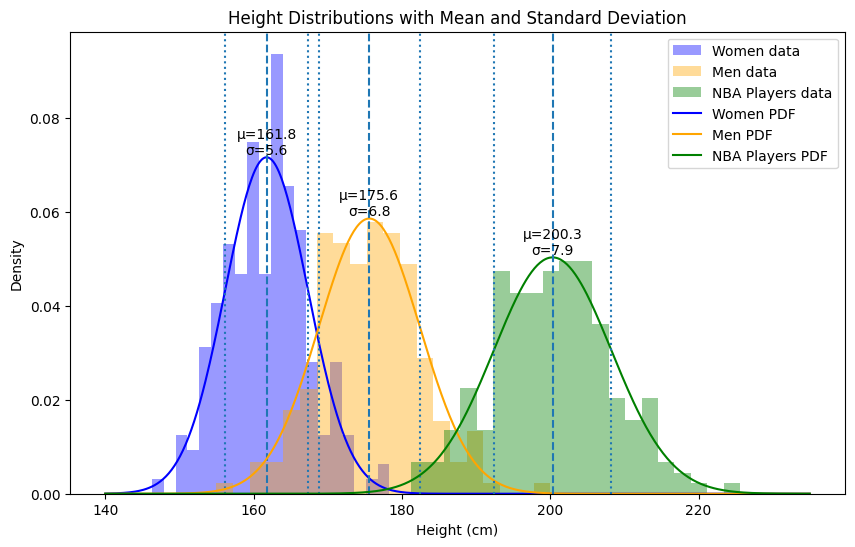 Height Distributions with Mean and Standard Deviation
Women data
Men data
NBA Players data
Women PDF
Men PDF
NBA Players PDF
μ=161.8
σ=5.6
μ=175.6
σ=6.8
μ=200.3
σ=7.9
Density
0.08
0.06
0.04
0.02
0.00
140
160
180
200
220
Height (cm)